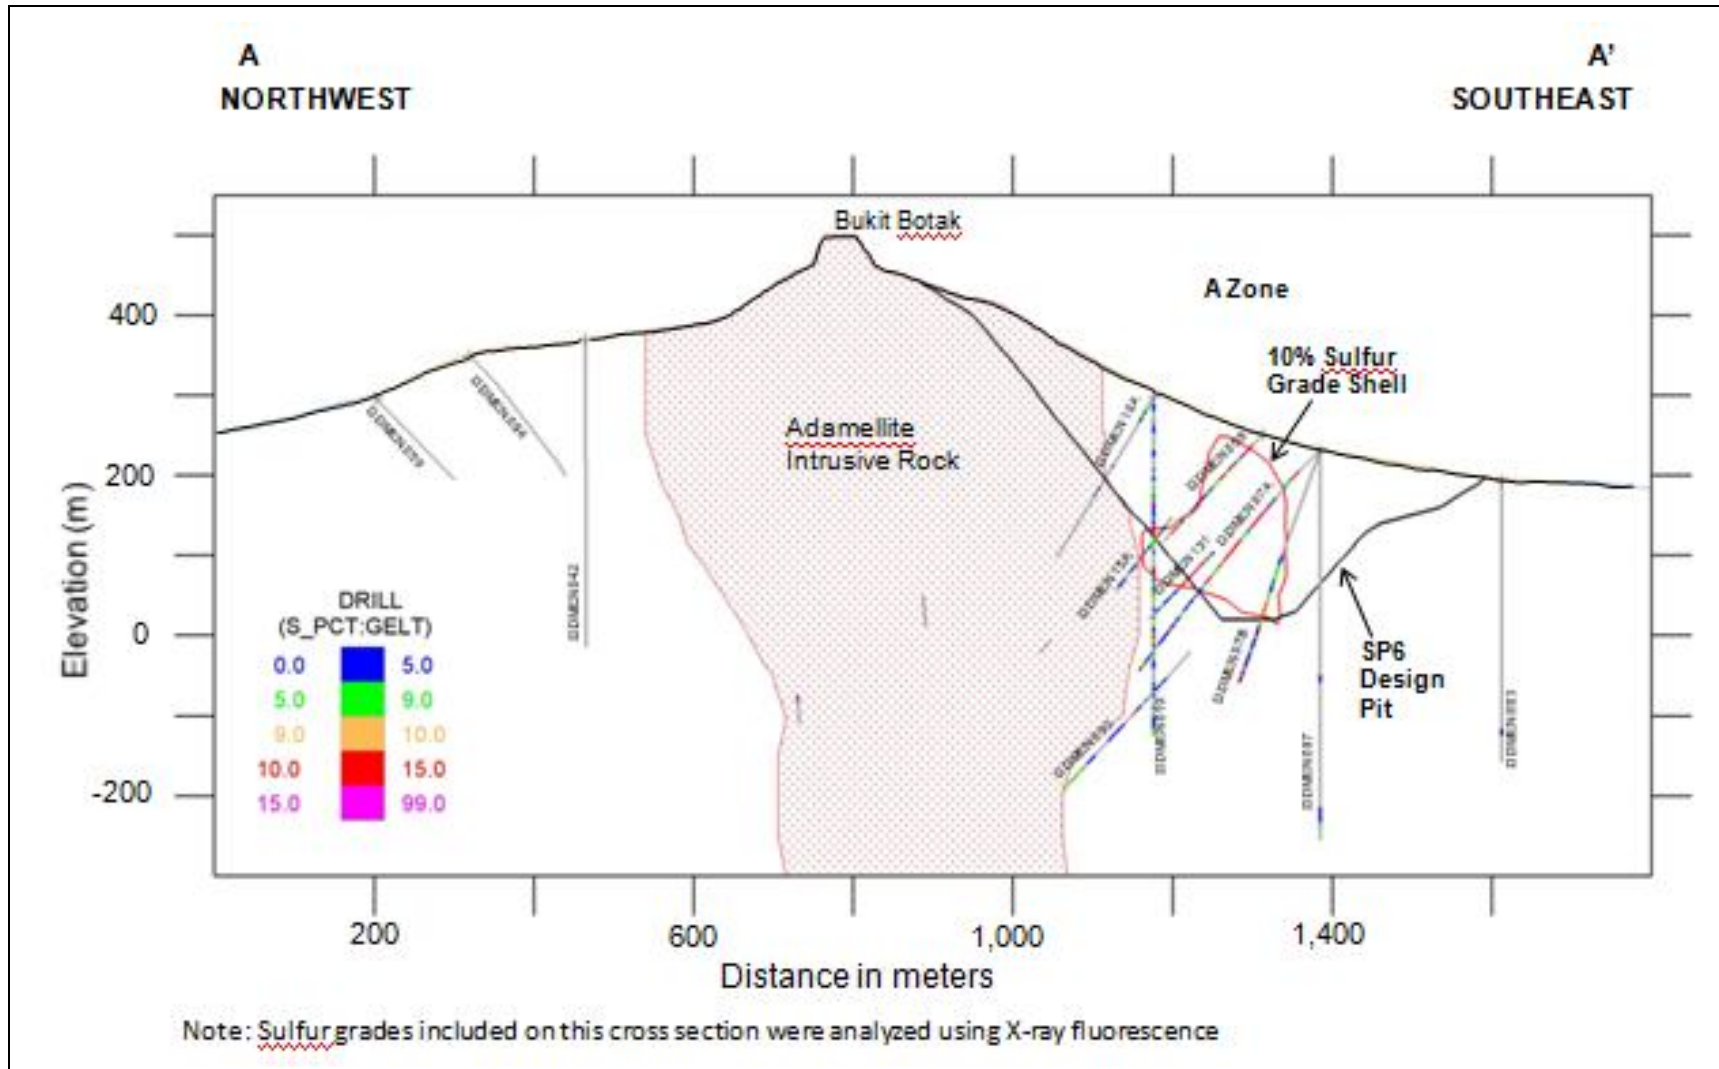 A
A'
NORTHWEST
SOUTHEAST
Bukit Botak
A Zone
400
10% Sulfur
Grade Shell
Adamellite
Intrusive Rock
200
Elevation (m)
DRILL
(S_PCT:GELT)
0
0.0 5.0
5.0 9.0
9.0 10.0
10.0 15.0
15.0 99.0
SP6
Design
Pit
-200
200
600
1,000
1,400
Distance in meters
Note: Sulfur grades included on this cross section were analyzed using X-ray fluorescence